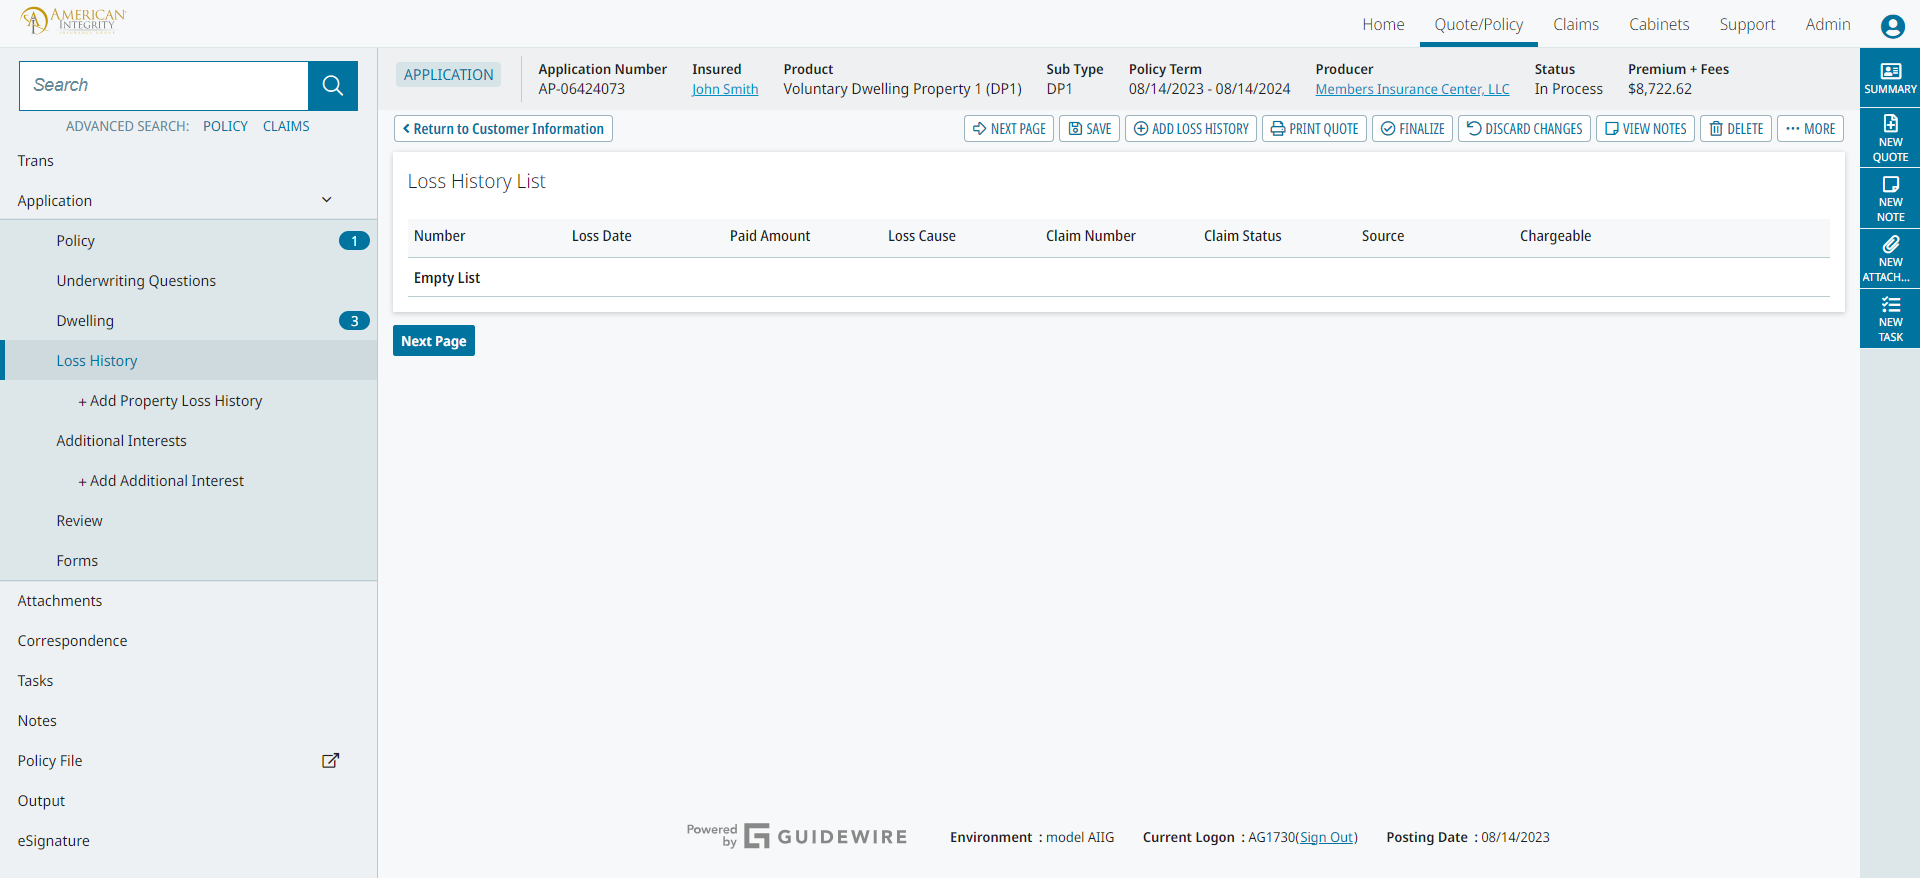 AMERICAN
INTEGRITY
Home Quote/Policy Claims Cabinets Support Admin
Search
ADVANCED SEARCH: POLICY CLAIMS
Trans
Application
Policy 1
Underwriting Questions
Dwelling 3
Loss History
+ Add Property Loss History
Additional Interests
+ Add Additional Interest
Review
Forms
Attachments
Correspondence
Tasks
Notes
Policy File
Output
eSignature
APPLICATION
Application Number Insured Product Sub Type Policy Term Producer Status Premium + Fees
AP-06424073 John Smith Voluntary Dwelling Property 1 (DP1) DP1 08/14/2023 - 08/14/2024 Members Insurance Center, LLC In Process $8,722.62
Return to Customer Information NEXT PAGE SAVE ADD LOSS HISTORY PRINT QUOTE FINALIZE DISCARD CHANGES VIEW NOTES DELETE ··· MORE
Loss History List
Number Loss Date Paid Amount Loss Cause Claim Number Claim Status Source Chargeable
Empty List
Next Page
SUMMARY
NEW
QUOTE
NEW
NOTE
NEW
ATTACH...
NEW
TASK
Powered
by
GUIDEWIRE
Environment : model AIIG Current Logon : AG1730(Sign Out) Posting Date : 08/14/2023